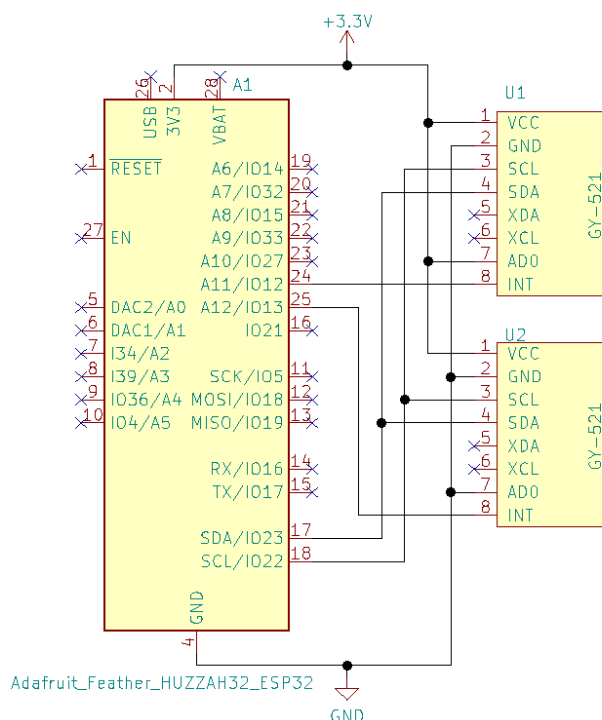 +3.3V
A1
26
2
28
USB
3V3
VBAT
1
RESET
27
EN
5
DAC2/A0
6
DAC1/A1
7
I34/A2
8
I39/A3
9
IO36/A4
10
IO4/A5
A6/IO14
19
A7/IO32
20
A8/IO15
21
A9/IO33
22
A10/IO27
23
A11/IO12
24
A12/IO13
25
IO21
16
SCK/IO5
11
MOSI/IO18
12
MISO/IO19
13
RX/IO16
14
TX/IO17
15
SDA/IO23
17
SCL/IO22
18
GND
4
Adafruit_Feather_HUZZAH32_ESP32
GND
U1
1
VCC
2
GND
3
SCL
4
SDA
5
XDA
6
XCL
7
AD0
8
INT
GY-521
U2
1
VCC
2
GND
3
SCL
4
SDA
5
XDA
6
XCL
7
AD0
8
INT
GY-521